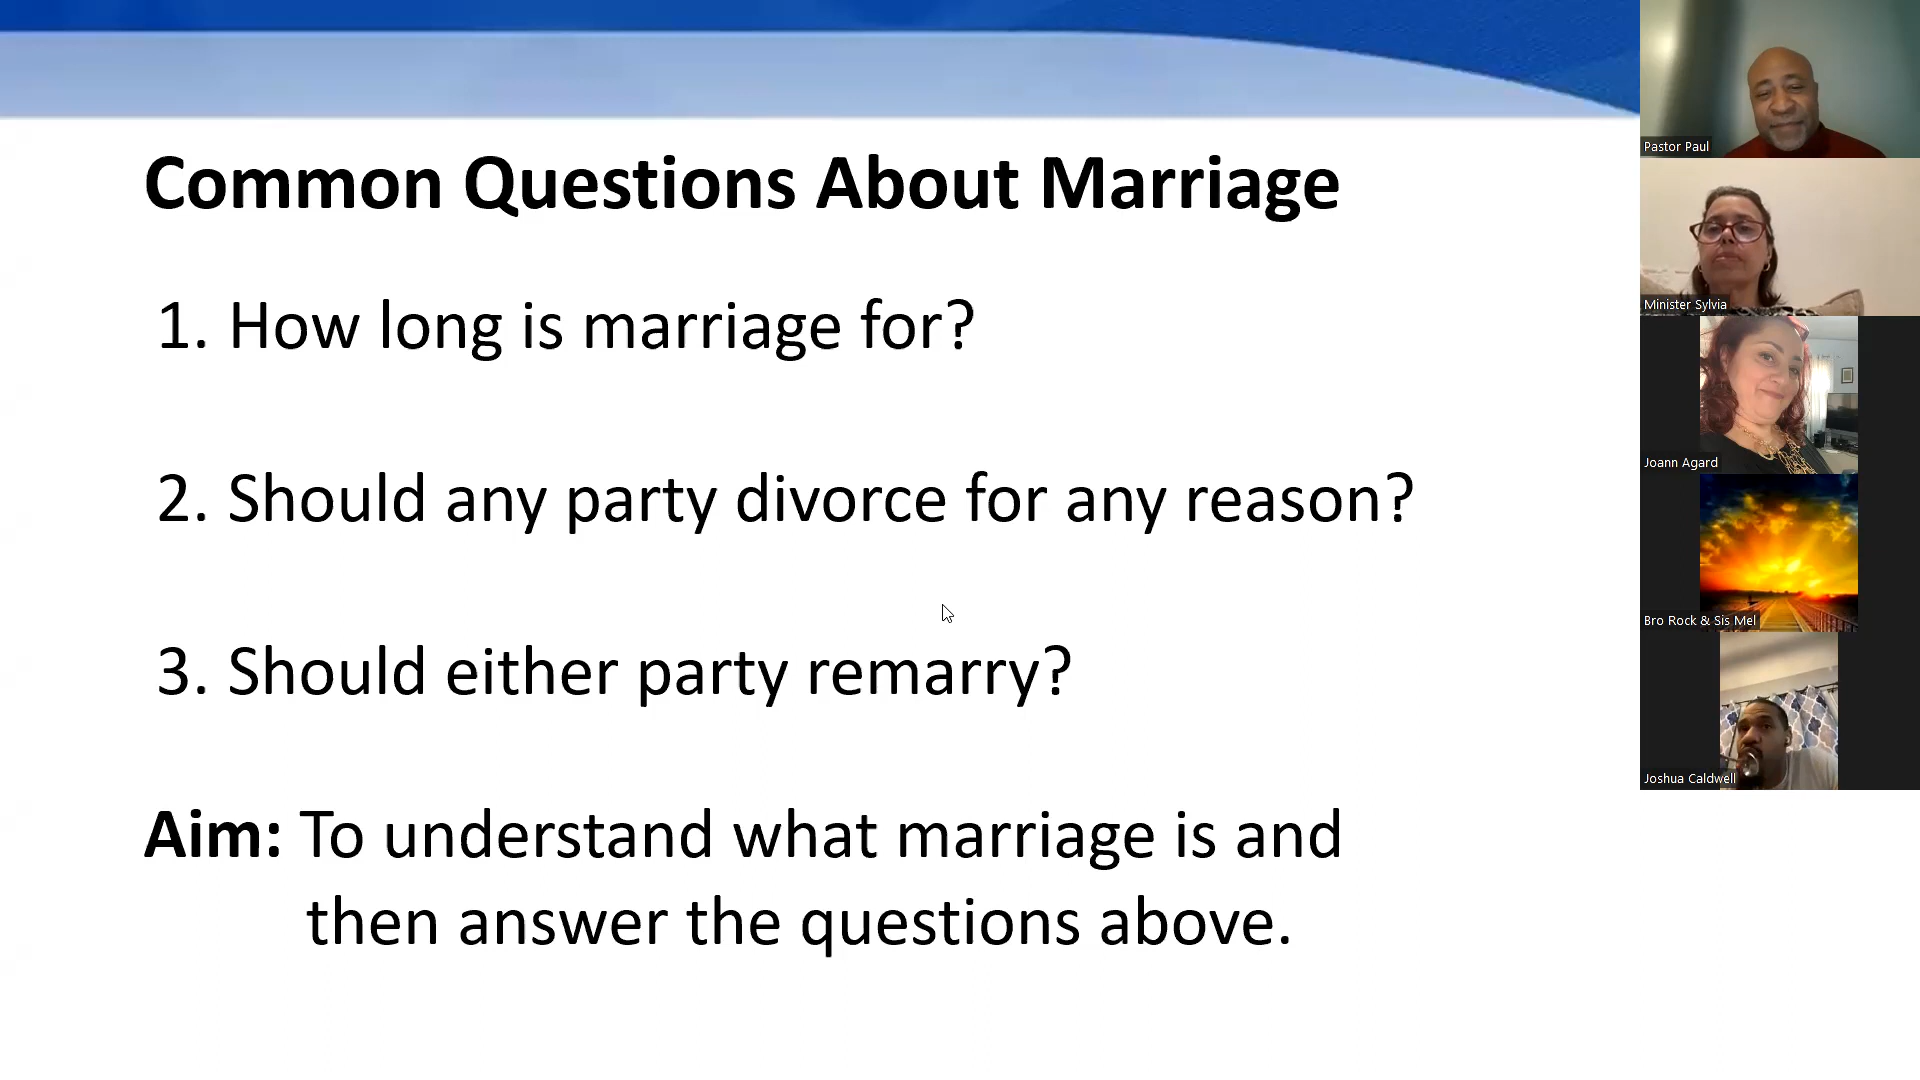 Common Questions About Marriage
1. How long is marriage for?
2. Should any party divorce for any reason?
3. Should either party remarry?
Aim: To understand what marriage is and
then answer the questions above.
Pastor Paul
Minister Sylvia
Joann Agard
Bro Rock & Sis Mel
Joshua Caldwell